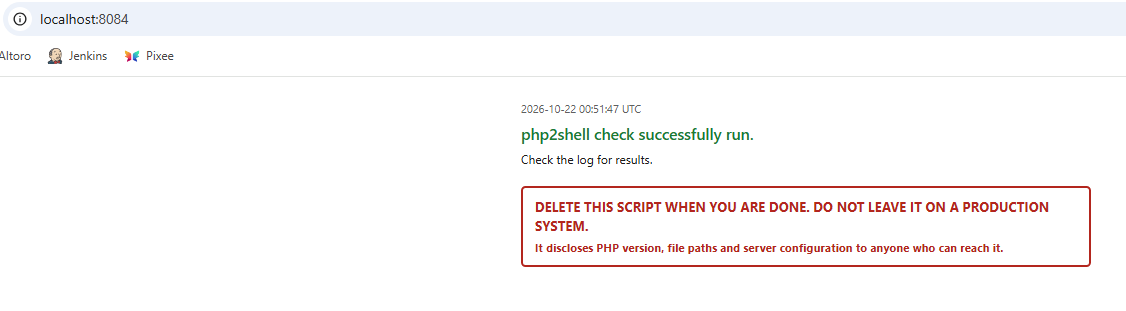 localhost:8084
Altoro Jenkins Pixee
2026-10-22 00:51:47 UTC
php2shell check successfully run.
Check the log for results.
DELETE THIS SCRIPT WHEN YOU ARE DONE. DO NOT LEAVE IT ON A PRODUCTION
SYSTEM.
It discloses PHP version, file paths and server configuration to anyone who can reach it.